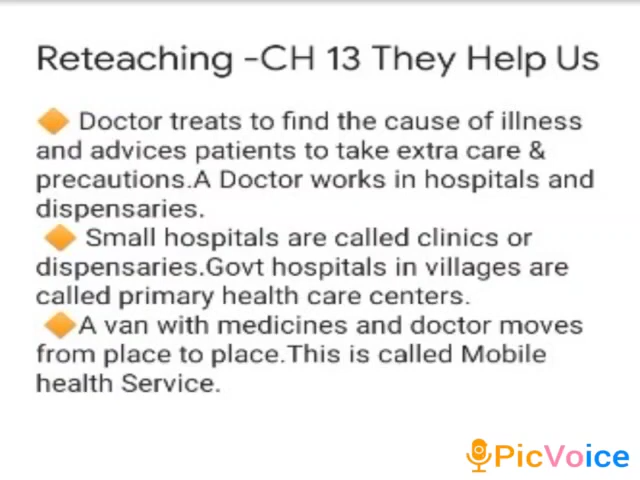 Reteaching -CH 13 They Help Us
🔶 Doctor treats to find the cause of illness
and advices patients to take extra care &
precautions.A Doctor works in hospitals and
dispensaries.
🔶 Small hospitals are called clinics or
dispensaries.Govt hospitals in villages are
called primary health care centers.
🔶A van with medicines and doctor moves
from place to place.This is called Mobile
health Service.
PicVoice